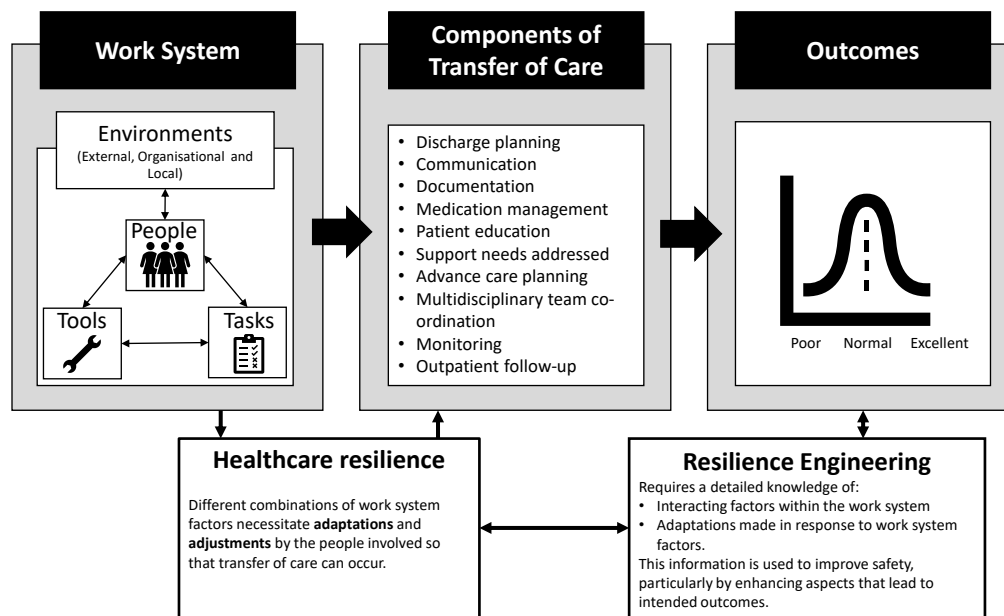 Work System
Components of
Transfer of Care
Outcomes
Environments
(External, Organisational and
Local)
People
Tools
Tasks
• Discharge planning
• Communication
• Documentation
• Medication management
• Patient education
• Support needs addressed
• Advance care planning
• Multidisciplinary team co-
ordination
• Monitoring
• Outpatient follow-up
Poor Normal Excellent
Healthcare resilience
Different combinations of work system
factors necessitate adaptations and
adjustments by the people involved so
that transfer of care can occur.
Resilience Engineering
Requires a detailed knowledge of:
• Interacting factors within the work system
• Adaptations made in response to work system
factors.
This information is used to improve safety,
particularly by enhancing aspects that lead to
intended outcomes.